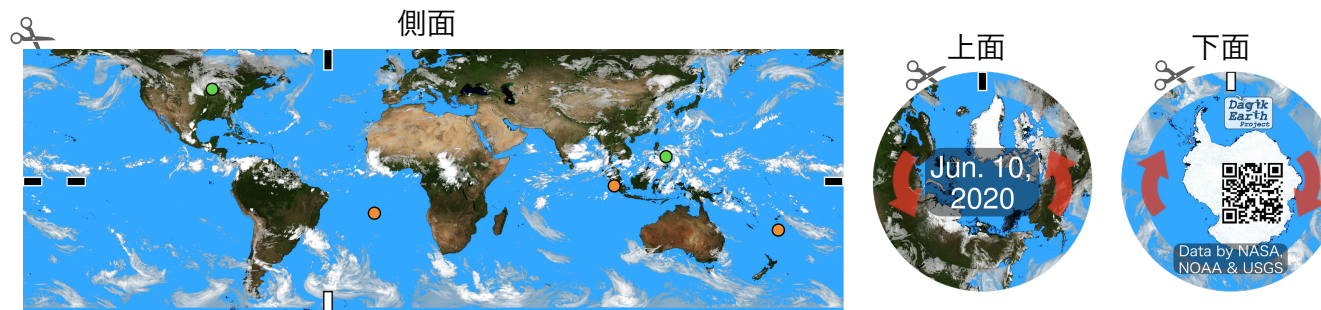 側面
上面
下面
Jun. 10,
2020
Dagik
Earth
Project
Data by NASA,
NOAA & USGS